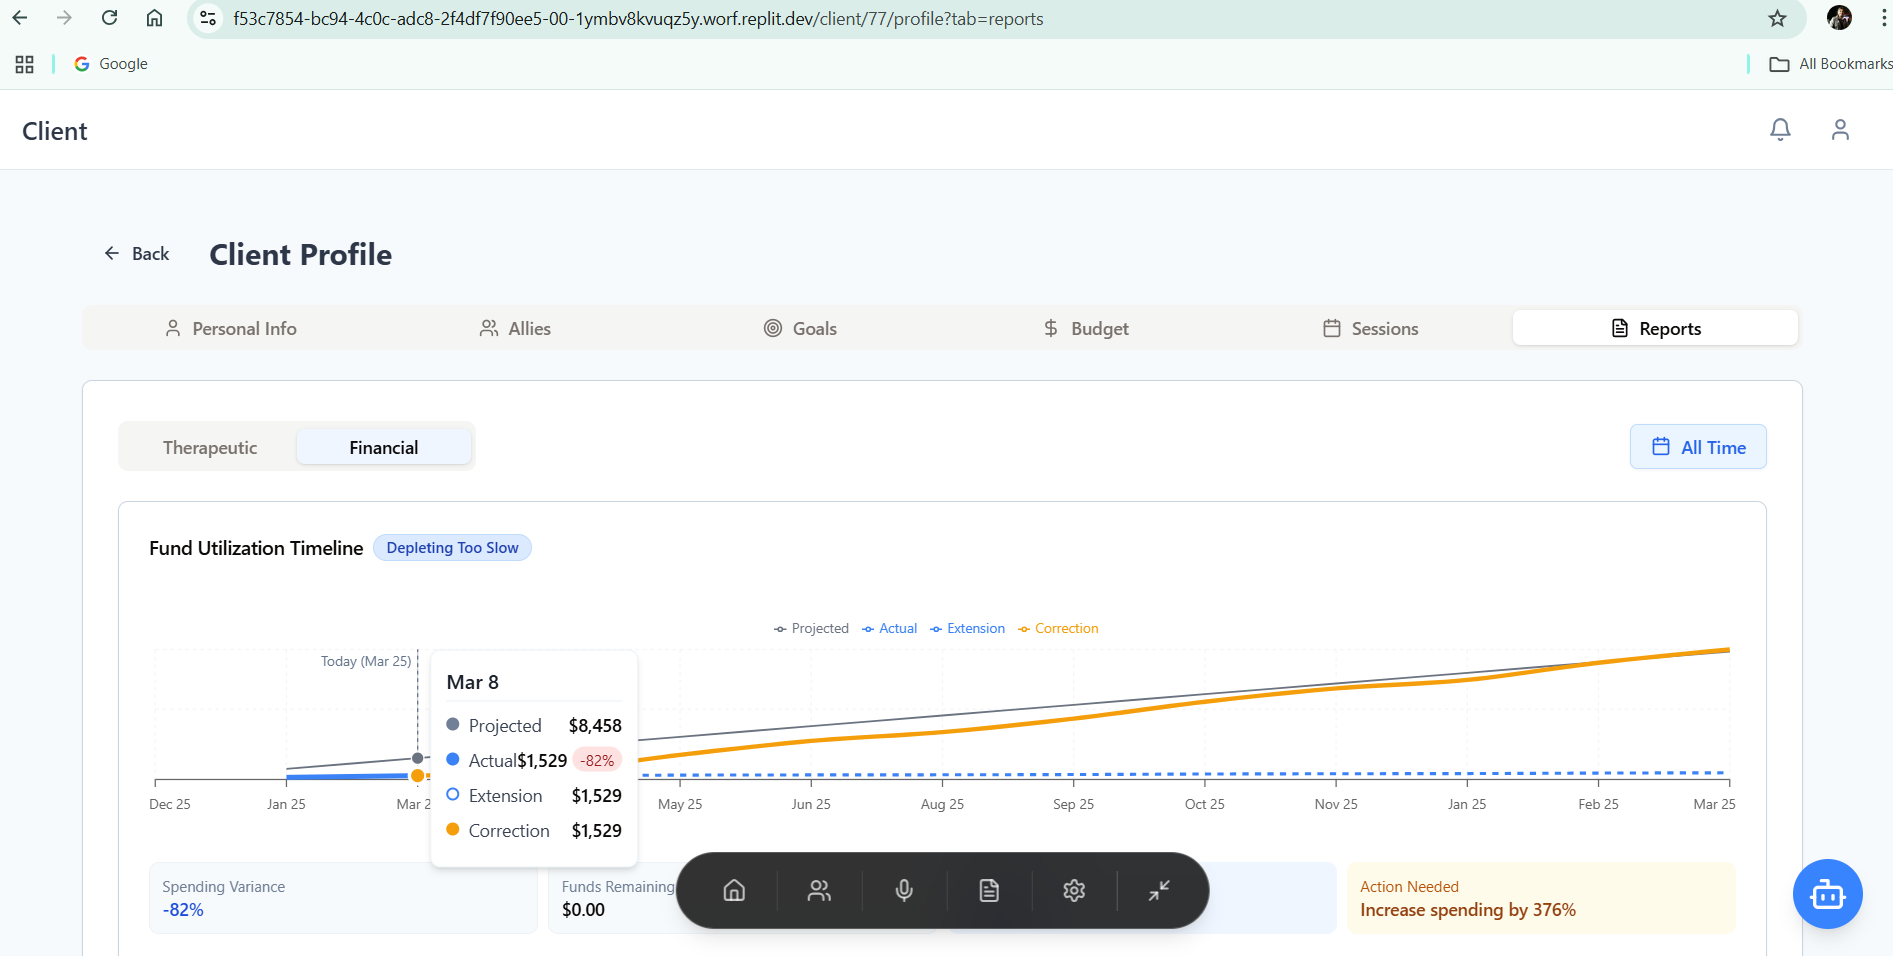 f53c7854-bc94-4c0c-adc8-2f4df7f90ee5-00-1ymbv8kvuqz5y.worf.replit.dev/client/77/profile?tab=reports
Google
All Bookmarks
Client
Back
Client Profile
Personal Info
Allies
Goals
Budget
Sessions
Reports
Therapeutic
Financial
All Time
Fund Utilization Timeline
Depleting Too Slow
Projected
Actual
Extension
Correction
Today (Mar 25)
Mar 8
Projected $8,458
Actual$1,529 -82%
Extension $1,529
Correction $1,529
Dec 25
Jan 25
Mar 2
May 25
Jun 25
Aug 25
Sep 25
Oct 25
Nov 25
Jan 25
Feb 25
Mar 25
Spending Variance
-82%
Funds Remaining
$0.00
Action Needed
Increase spending by 376%